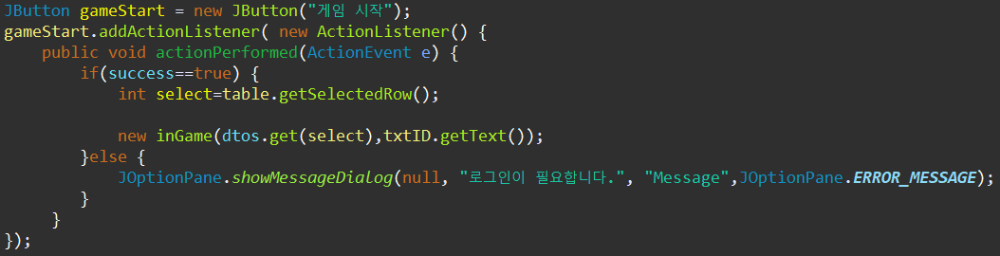 JButton gameStart = new JButton("게임 시작");
gameStart.addActionListener( new ActionListener() {
public void actionPerformed(ActionEvent e) {
if(success==true) {
int select=table.getSelectedRow();
new inGame(dtos.get(select),txtID.getText());
}else {
JOptionPane.showMessageDialog(null, "로그인이 필요합니다.", "Message",JOptionPane.ERROR_MESSAGE);
}
}
});